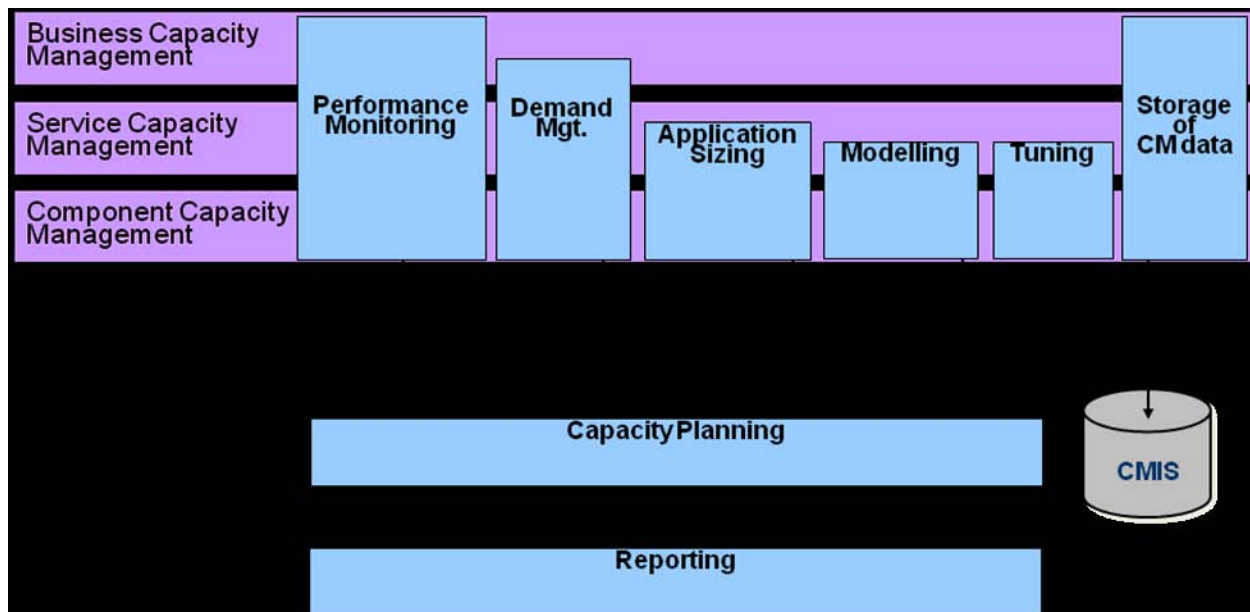 Business Capacity
Management
Service Capacity
Management
Component Capacity
Management
Performance
Monitoring
Demand
Mgt.
Application
Sizing
Modelling
Tuning
Storage
of
CM data
Capacity Planning
CMIS
Reporting